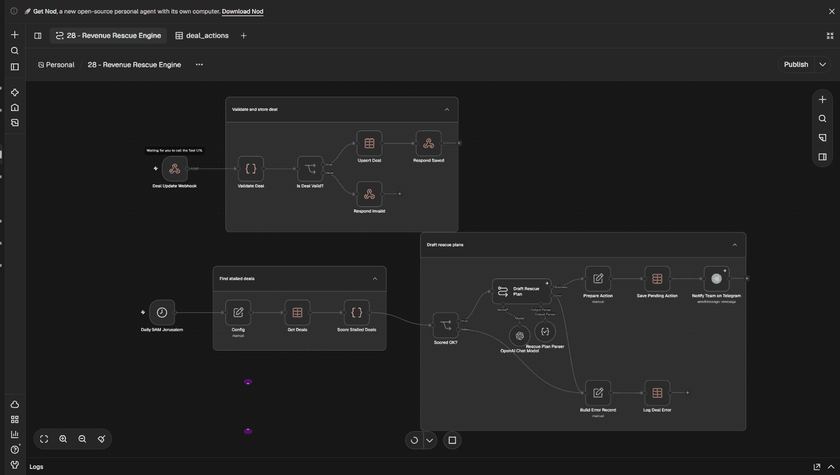 Get Nod, a new open-source personal agent with its own computer. Download Nod
28 - Revenue Rescue Engine
deal_actions
Personal
28 - Revenue Rescue Engine
Publish
Validate and store deal
Waiting for you to call the Test URL
Deal Update Webhook
Validate Deal
Is Deal Valid?
Upsert Deal
Respond Saved
Respond Invalid
Draft rescue plans
Find stalled deals
Daily 8AM Jerusalem
Config
manual
Get Deals
Score Stalled Deals
Scored OK?
Draft Rescue
Plan
OpenAI Chat Model
Rescue Plan Parser
Prepare Action
manual
Save Pending Action
Notify Team on Telegram
Build Error Record
manual
Log Deal Error
Logs